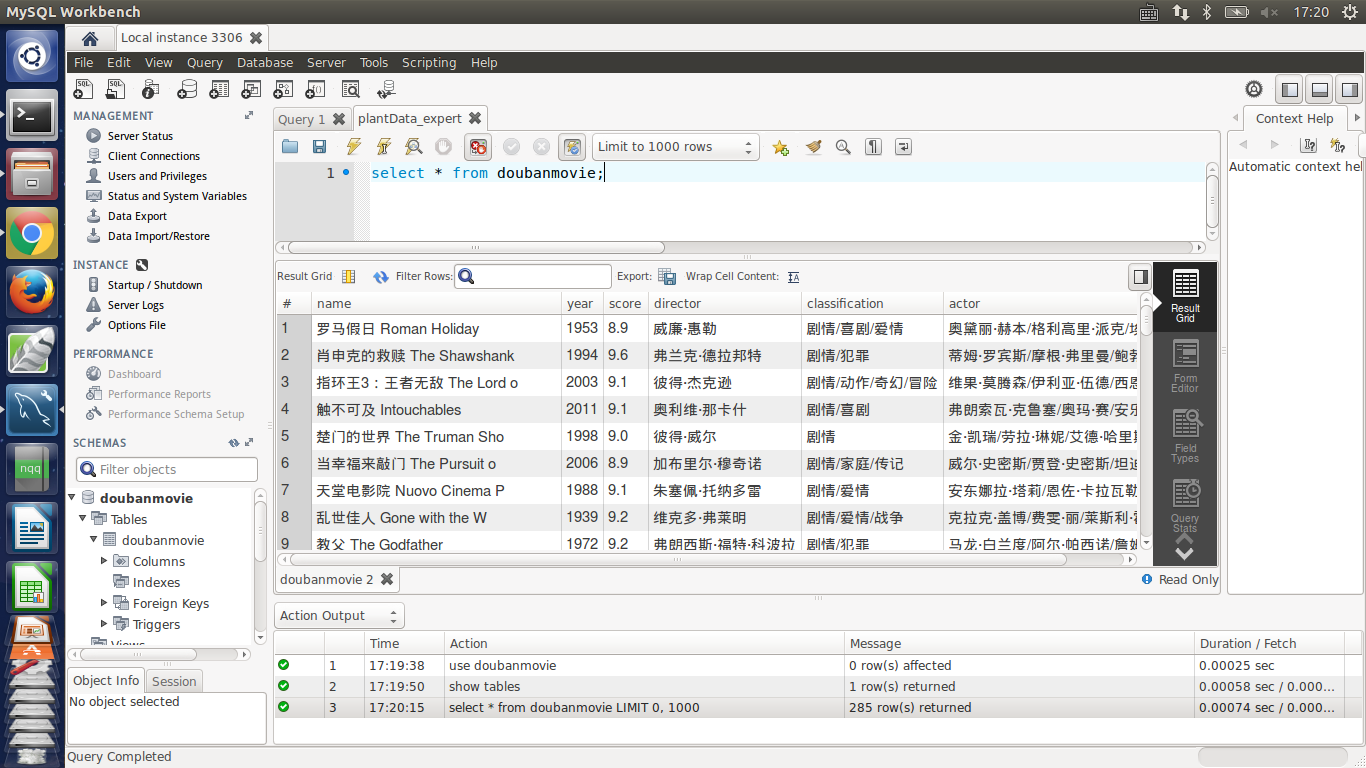 MySQL Workbench
17:20
Local instance 3306
File Edit View Query Database Server Tools Scripting Help
MANAGEMENT
Server Status
Client Connections
Users and Privileges
Status and System Variables
Data Export
Data Import/Restore
INSTANCE
Startup / Shutdown
Server Logs
Options File
PERFORMANCE
Dashboard
Performance Reports
Performance Schema Setup
SCHEMAS
Filter objects
doubanmovie
Tables
doubanmovie
Columns
Indexes
Foreign Keys
Triggers
Views
Object Info Session
No object selected
Query 1 plantData_expert
Limit to 1000 rows
1 select * from doubanmovie;
Result Grid Filter Rows: Export: Wrap Cell Content:
# name year score director classification actor
1 罗马假日 Roman Holiday 1953 8.9 威廉·惠勒 剧情/喜剧/爱情 奥黛丽·赫本/格利高里·派克/埃
2 肖申克的救赎 The Shawshank 1994 9.6 弗兰克·德拉邦特 剧情/犯罪 蒂姆·罗宾斯/摩根·弗里曼/鲍勃
3 指环王3：王者无敌 The Lord o 2003 9.1 彼得·杰克逊 剧情/动作/奇幻/冒险 维果·莫腾森/伊利亚·伍德/西恩
4 触不可及 Intouchables 2011 9.1 奥利维·那卡什 剧情/喜剧 弗朗索瓦·克鲁塞/奥玛·赛/安乐
5 楚门的世界 The Truman Sho 1998 9.0 彼得·威尔 剧情 金·凯瑞/劳拉·琳妮/艾德·哈里斯
6 当幸福来敲门 The Pursuit o 2006 8.9 加布里尔·穆奇诺 剧情/家庭/传记 威尔·史密斯/贾登·史密斯/坦迪
7 天堂电影院 Nuovo Cinema P 1988 9.1 朱塞佩·托纳多雷 剧情/爱情 安东娜拉·塔莉/恩佐·卡拉瓦勒
8 乱世佳人 Gone with the W 1939 9.2 维克多·弗莱明 剧情/爱情/战争 克拉克·盖博/费雯·丽/莱斯利·霍
9 教父 The Godfather 1972 9.2 弗朗西斯·福特·科波拉 剧情/犯罪 马龙·白兰度/阿尔·帕西诺/詹姆
Result Grid
Form Editor
Field Types
Query Stats
doubanmovie 2
Read Only
Context Help
Automatic context hel
Action Output
Time Action Message Duration / Fetch
1 17:19:38 use doubanmovie 0 row(s) affected 0.00025 sec
2 17:19:50 show tables 1 row(s) returned 0.00058 sec / 0.000...
3 17:20:15 select * from doubanmovie LIMIT 0, 1000 285 row(s) returned 0.00074 sec / 0.000...
Query Completed
nqq